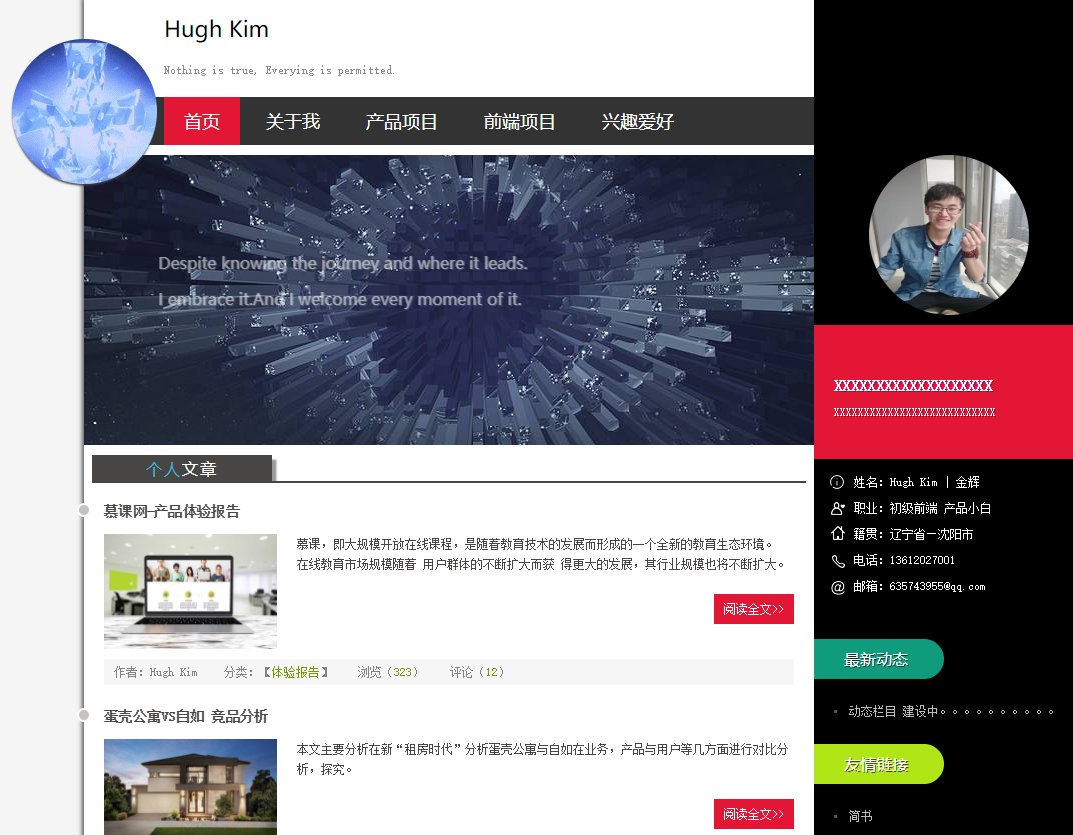 Hugh Kim
Nothing is true, Everying is permitted.
首页 关于我 产品项目 前端项目 兴趣爱好
Despite knowing the journey and where it leads.
I embrace it.And I welcome every moment of it.
个人文章
慕课网-产品体验报告
慕课，即大规模开放在线课程，是随着教育技术的发展而形成的一个全新的教育生态环境。
在线教育市场规模随着 用户群体的不断扩大而获 得更大的发展，其行业规模也将不断扩大。
阅读全文>>
作者：Hugh Kim 分类：【体验报告】 浏览（323） 评论（12）
蛋壳公寓VS自如 竞品分析
本文主要分析在新“租房时代”分析蛋壳公寓与自如在业务，产品与用户等几方面进行对比分
析，探究。
阅读全文>>
XXXXXXXXXXXXXXXXXXX
XXXXXXXXXXXXXXXXXXXXXXXXXXX
姓名：Hugh Kim | 金辉
职业：初级前端 产品小白
籍贯：辽宁省—沈阳市
电话：13612027001
邮箱：635743955@qq.com
最新动态
动态栏目 建设中。。。。。。。。。。
友情链接
简书